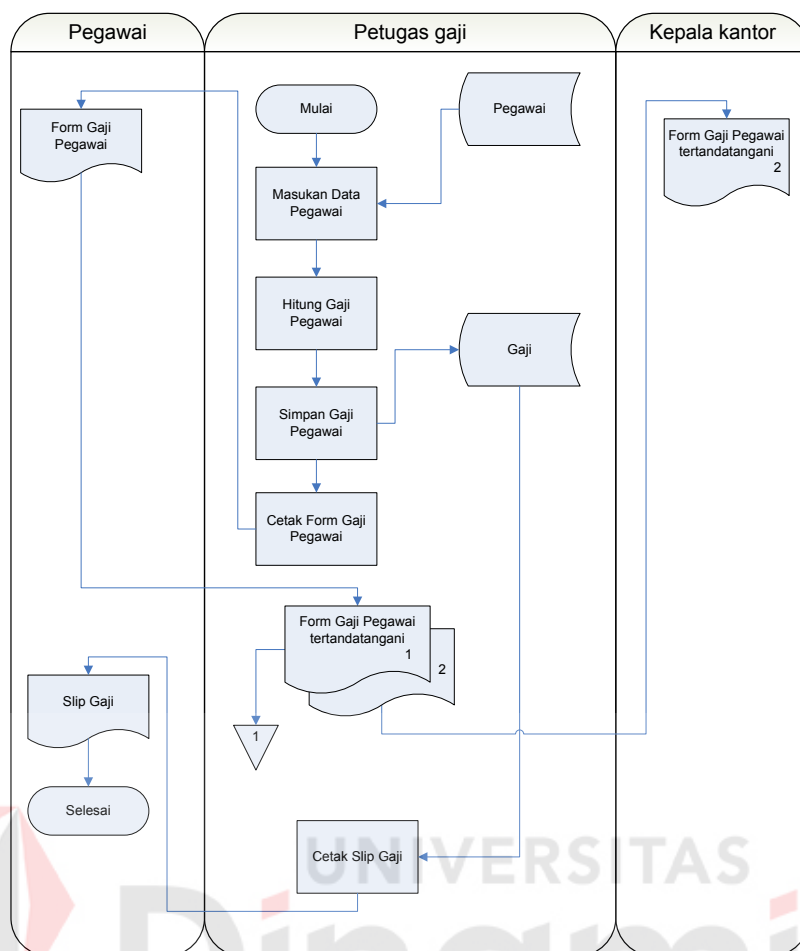 Pegawai
Petugas gaji
Kepala kantor
Mulai
Pegawai
Form Gaji
Pegawai
Form Gaji Pegawai
tertandatangani
2
Masukan Data
Pegawai
Hitung Gaji
Pegawai
Gaji
Simpan Gaji
Pegawai
Cetak Form Gaji
Pegawai
Form Gaji Pegawai
tertandatangani
1
2
Slip Gaji
1
Selesai
Cetak Slip Gaji
UNIVERSITAS